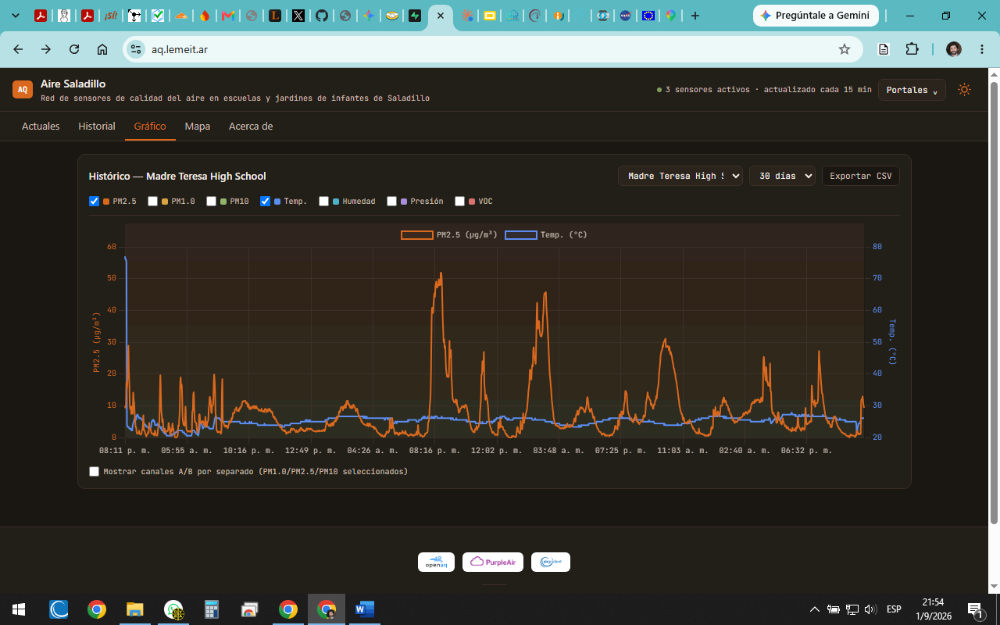 Pregúntale a Gemini
aq.lemeit.ar
AQ
Aire Saladillo
Red de sensores de calidad del aire en escuelas y jardines de infantes de Saladillo
3 sensores activos · actualizado cada 15 min
Portales
Actuales Historial Gráfico Mapa Acerca de
Histórico — Madre Teresa High School
Madre Teresa High S
30 días
Exportar CSV
PM2.5 PM1.0 PM10 Temp. Humedad Presión VOC
PM2.5 (µg/m³) Temp. (°C)
60 80
50 70
40 60
30 50
20 40
10 30
0 20
PM2.5 (µg/m³)
Temp. (°C)
08:11 p. m. 05:55 a. m. 10:16 p. m. 12:49 p. m. 04:26 a. m. 08:16 p. m. 12:02 p. m. 03:48 a. m. 07:25 p. m. 11:03 a. m. 02:40 a. m. 06:32 p. m.
Mostrar canales A/B por separado (PM1.0/PM2.5/PM10 seleccionados)
openaq PurpleAir
ESP
21:54
1/9/2026
1